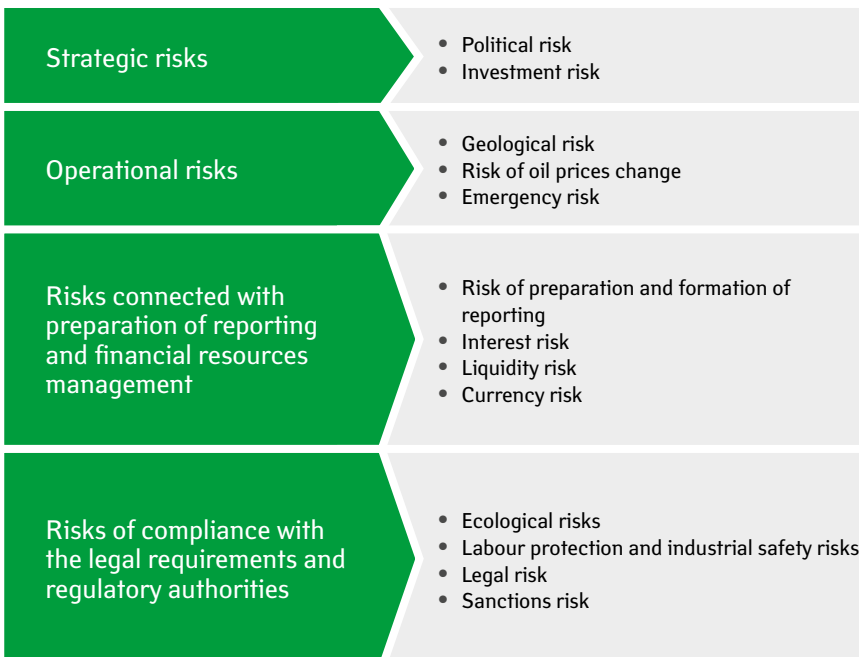 Strategic risks
• Political risk
• Investment risk
Operational risks
• Geological risk
• Risk of oil prices change
• Emergency risk
Risks connected with
preparation of reporting
and financial resources
management
• Risk of preparation and formation of
reporting
• Interest risk
• Liquidity risk
• Currency risk
Risks of compliance with
the legal requirements and
regulatory authorities
• Ecological risks
• Labour protection and industrial safety risks
• Legal risk
• Sanctions risk